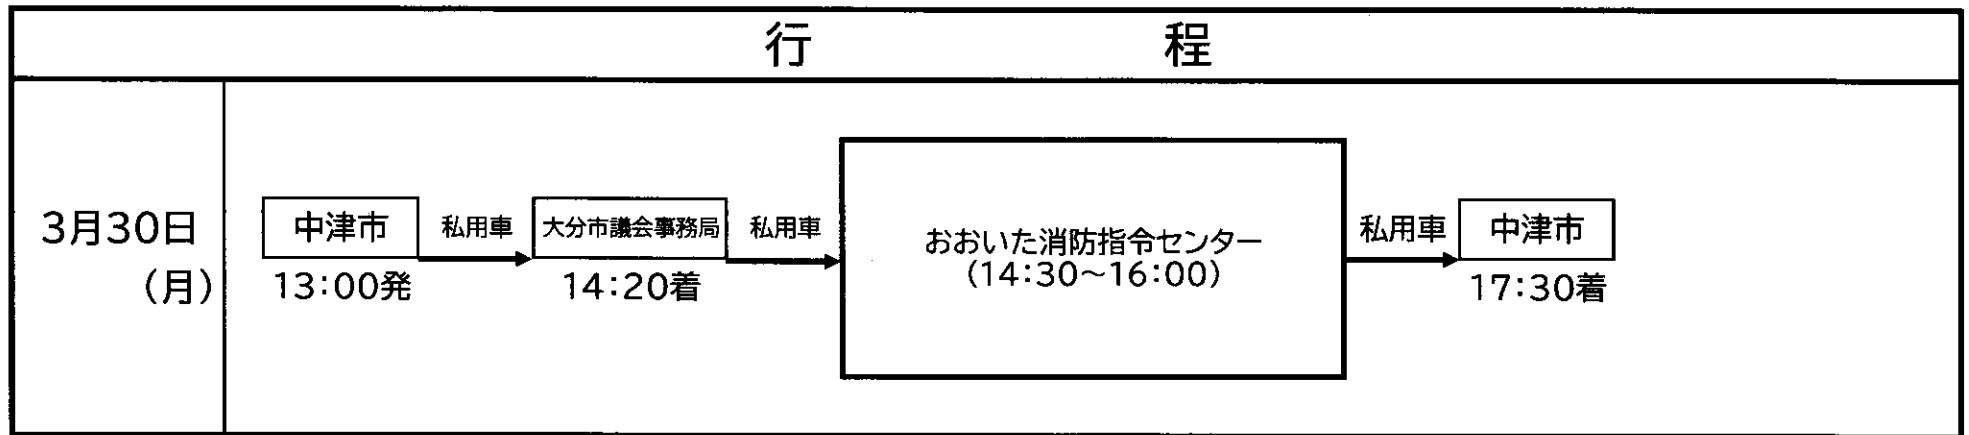 行程
3月30日
(月)
中津市
13:00発
私用車
大分市議会事務局
14:20着
私用車
おおいた消防指令センター
(14:30～16:00)
私用車
中津市
17:30着